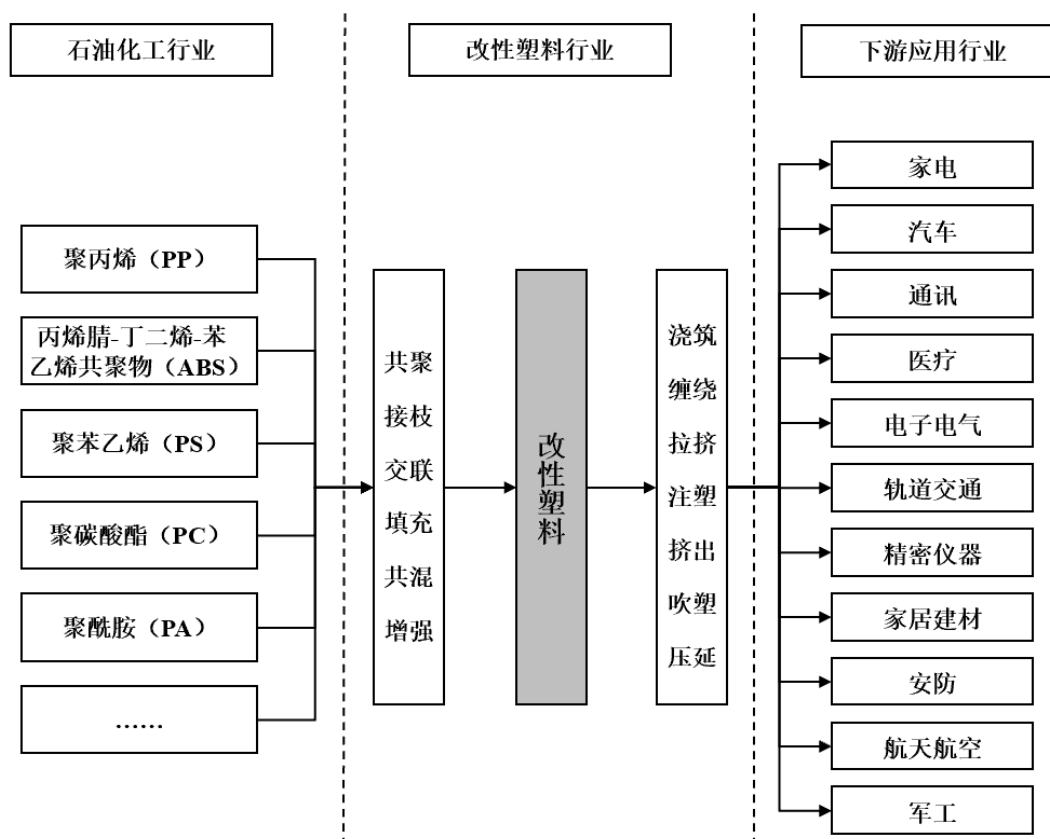 石油化工行业
改性塑料行业
下游应用行业
聚丙烯（PP）
丙烯腈-丁二烯-苯
乙烯共聚物（ABS）
聚苯乙烯（PS）
聚碳酸酯（PC）
聚酰胺（PA）
……
共聚
接枝
交联
填充
共混
增强
改性塑料
浇筑
缠绕
拉挤
注塑
挤出
吹塑
压延
家电
汽车
通讯
医疗
电子电气
轨道交通
精密仪器
家居建材
安防
航天航空
军工